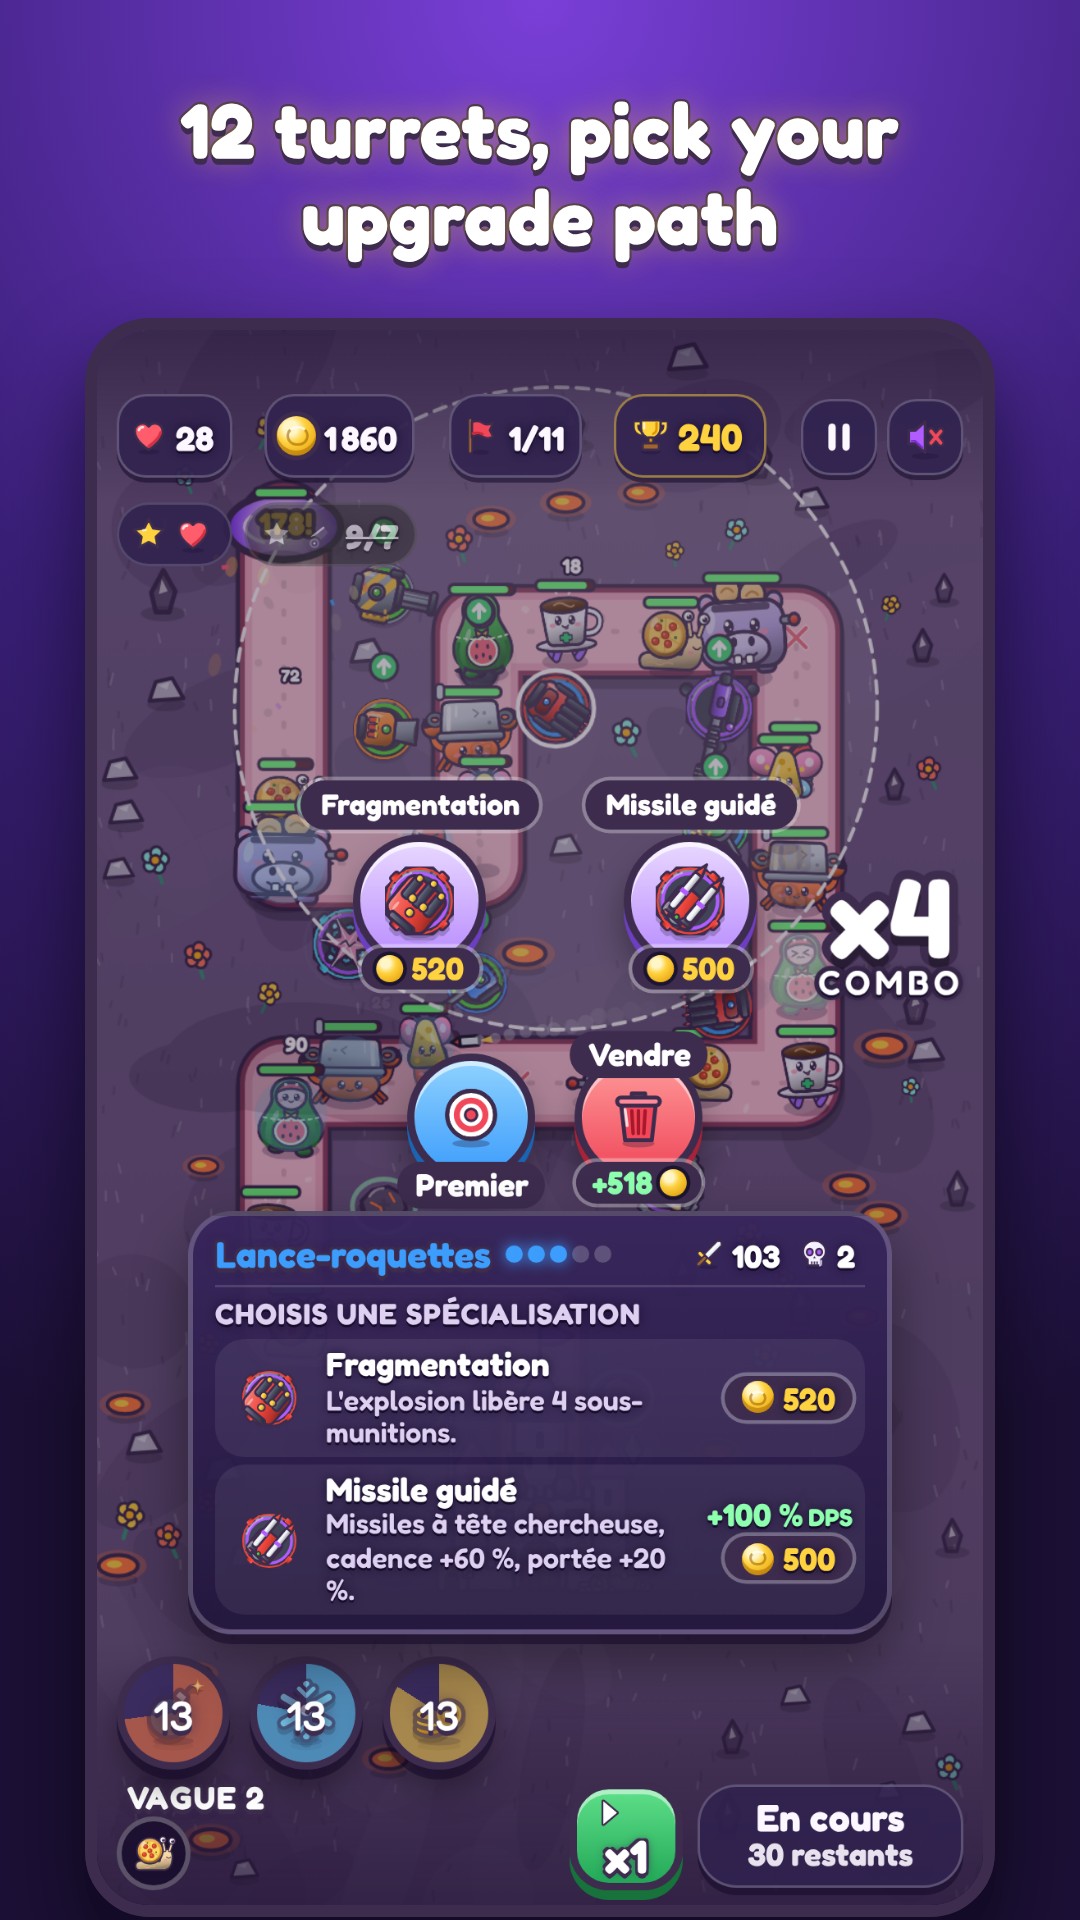 12 turrets, pick your
upgrade path
28
1860
1/11
240
178!
9/7
18
72
Fragmentation
Missile guidé
520
500
x4
COMBO
90
Vendre
Premier
+518
Lance-roquettes
103
2
CHOISIS UNE SPÉCIALISATION
Fragmentation
L'explosion libère 4 sous-
munitions.
520
Missile guidé
Missiles à tête chercheuse,
cadence +60 %, portée +20
%.
+100 % DPS
500
13
13
13
VAGUE 2
x1
En cours
30 restants